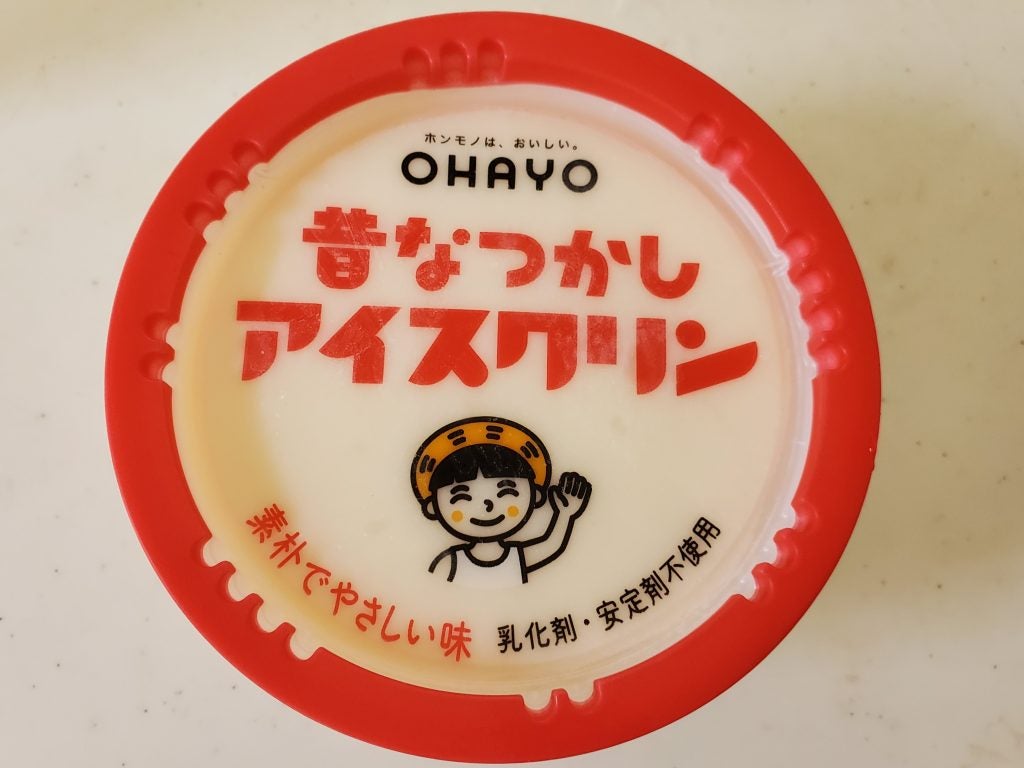 ホンモノは、おいしい。
OHAYO
昔なつかし
アイスクリン
素朴でやさしい味
乳化剤・安定剤不使用